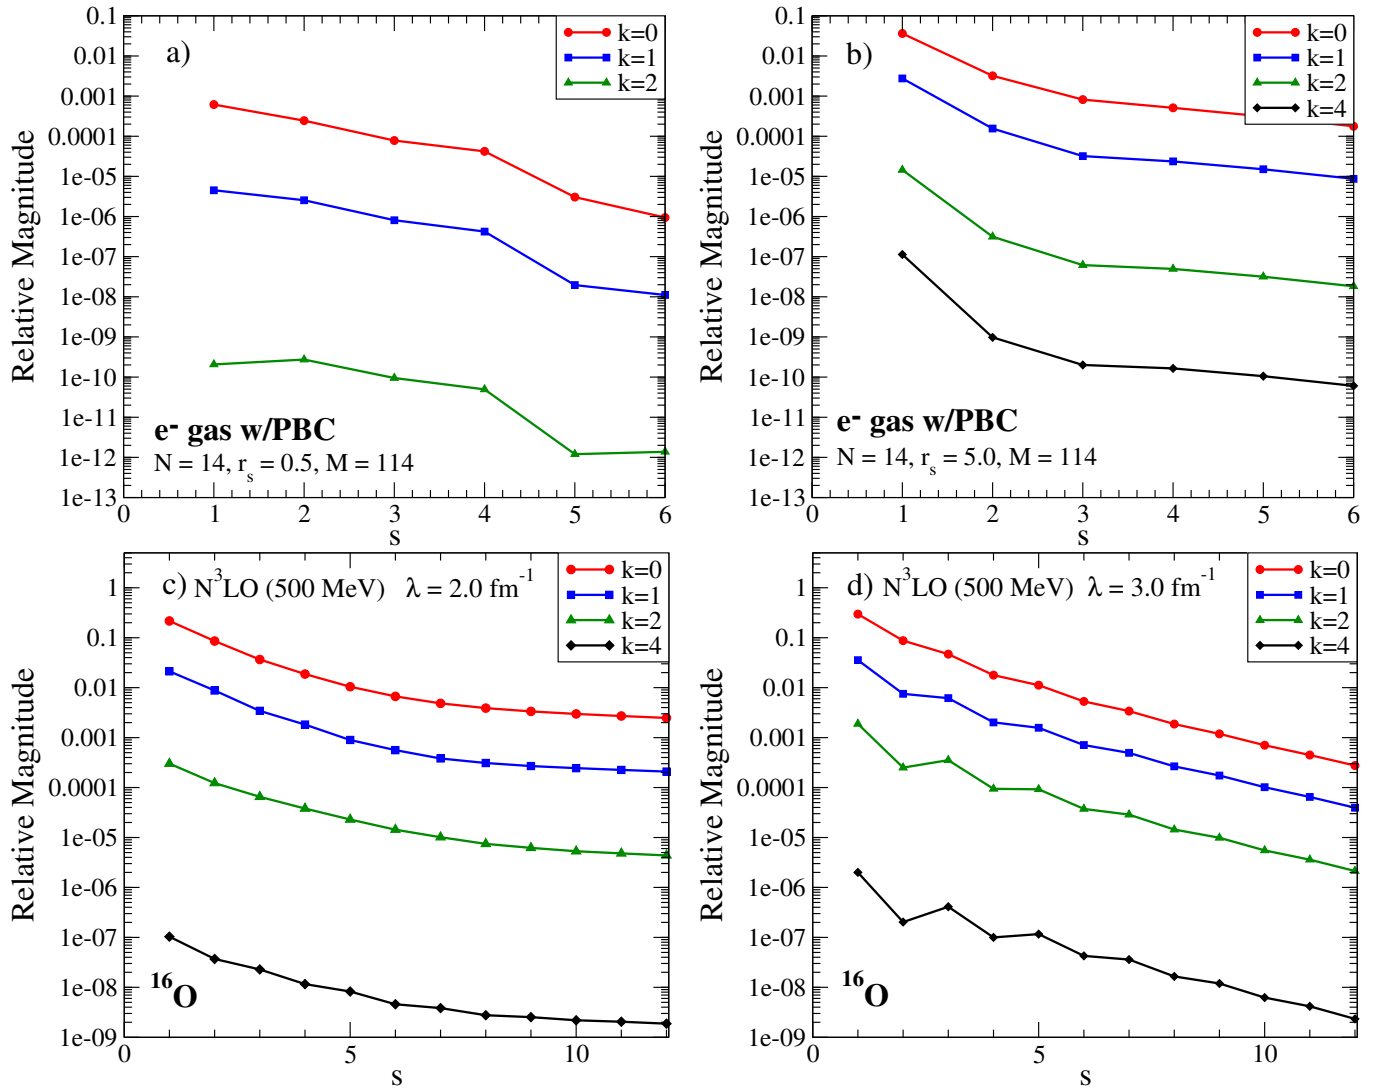 a)
k=0
k=1
k=2
0.1
0.01
0.001
0.0001
1e-05
1e-06
1e-07
1e-08
1e-09
1e-10
1e-11
1e-12
1e-13
Relative Magnitude
e⁻ gas w/PBC
N = 14, r_s = 0.5, M = 114
0 1 2 3 4 5 6
s
b)
k=0
k=1
k=2
k=4
0.1
0.01
0.001
0.0001
1e-05
1e-06
1e-07
1e-08
1e-09
1e-10
1e-11
1e-12
1e-13
Relative Magnitude
e⁻ gas w/PBC
N = 14, r_s = 5.0, M = 114
0 1 2 3 4 5 6
s
c) N³LO (500 MeV) λ = 2.0 fm⁻¹
k=0
k=1
k=2
k=4
1
0.1
0.01
0.001
0.0001
1e-05
1e-06
1e-07
1e-08
1e-09
Relative Magnitude
¹⁶O
0 5 10
s
d) N³LO (500 MeV) λ = 3.0 fm⁻¹
k=0
k=1
k=2
k=4
1
0.1
0.01
0.001
0.0001
1e-05
1e-06
1e-07
1e-08
1e-09
Relative Magnitude
¹⁶O
0 5 10
s